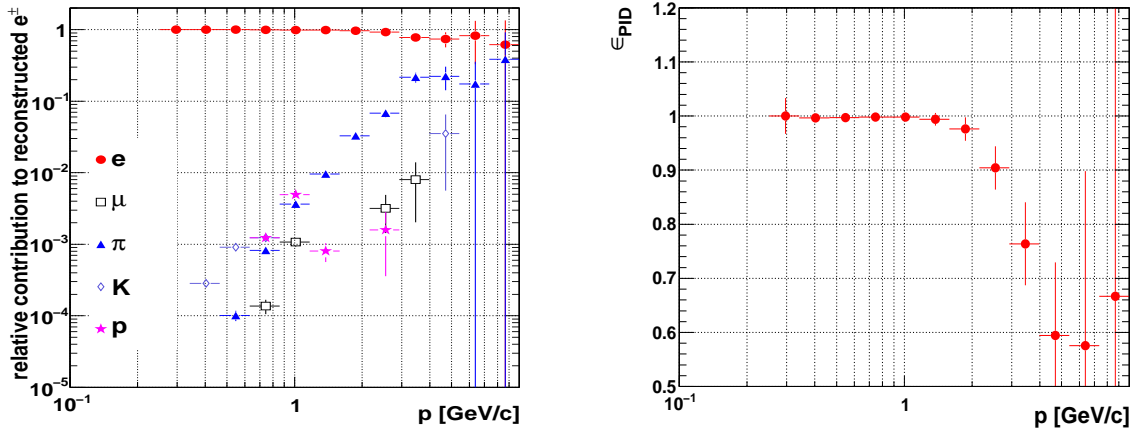 relative contribution to reconstructed e±
1
10⁻¹
10⁻²
10⁻³
10⁻⁴
10⁻⁵
e
μ
π
K
p
10⁻¹
1
p [GeV/c]
ϵPID
1.2
1.1
1
0.9
0.8
0.7
0.6
0.5
10⁻¹
1
p [GeV/c]